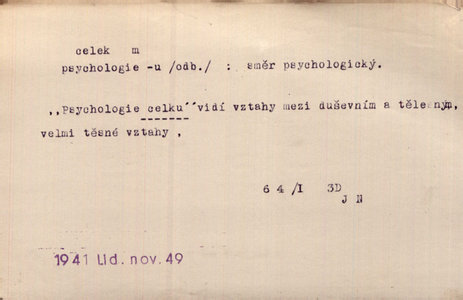 celek m
psychologie -u /odb./ : směr psychologický.
,,Psychologie celku´´vidí vztahy mezi duševním a tělesným,
velmi těsné vztahy ,
6 4 /I 3D
J N
1941 Lid. nov. 49